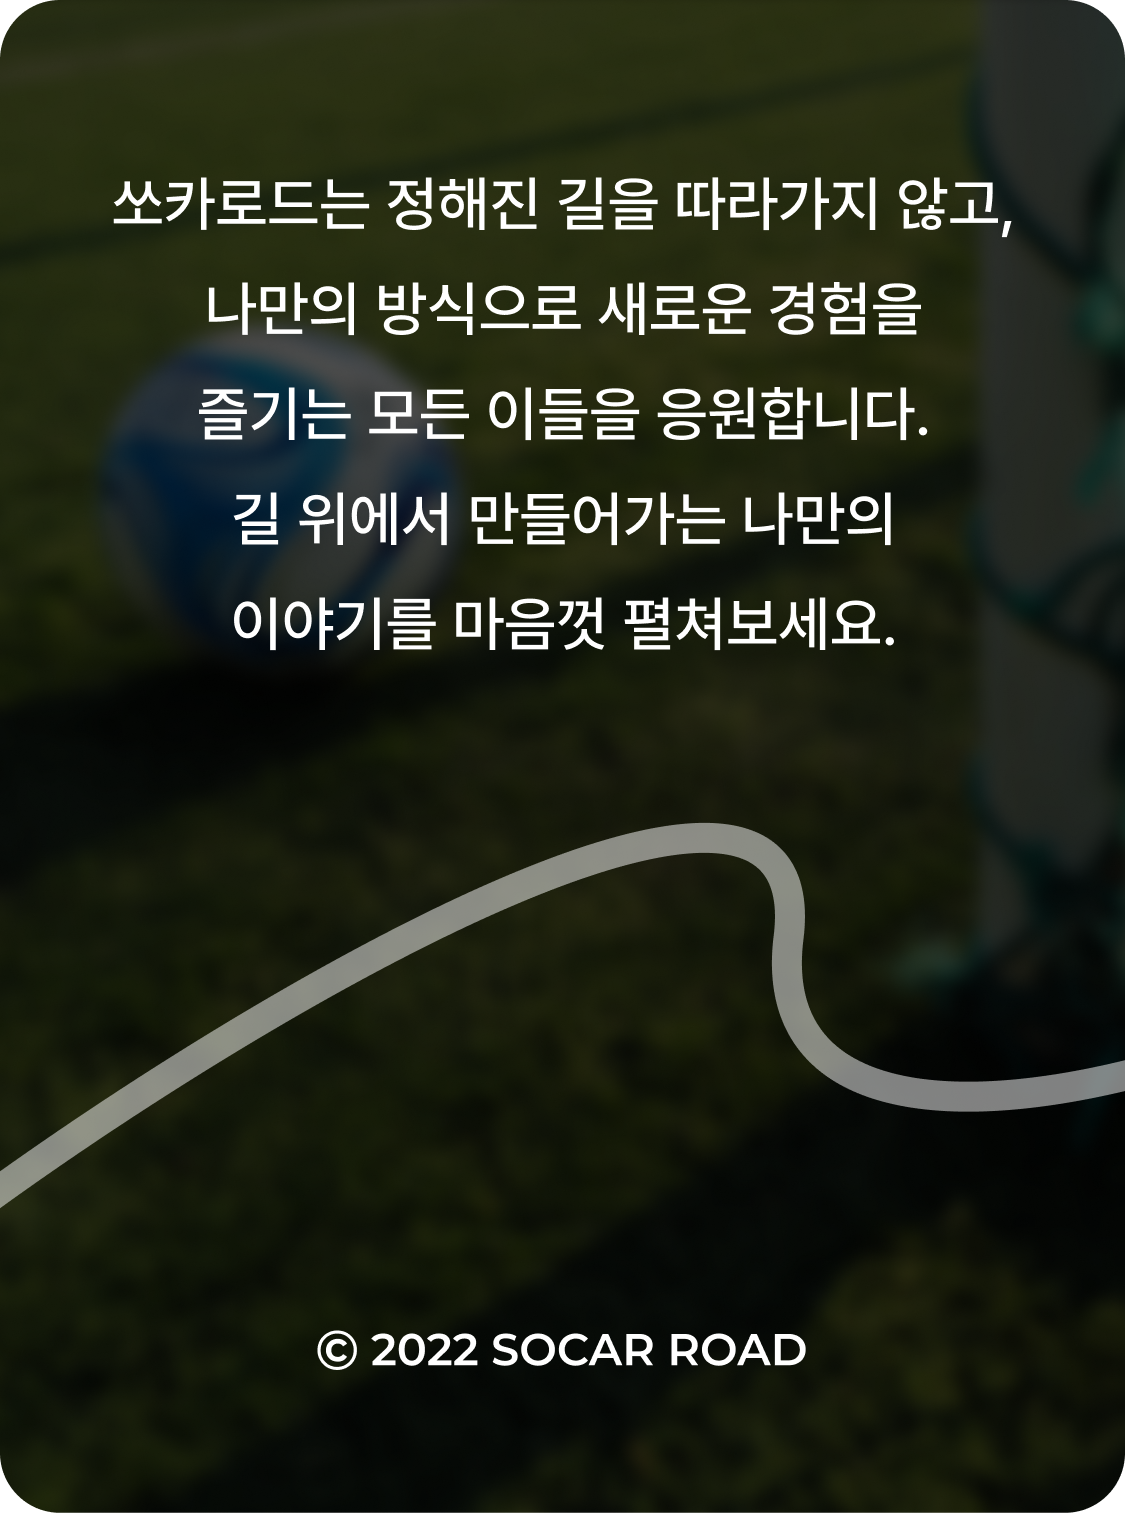 쏘카로드는 정해진 길을 따라가지 않고,
나만의 방식으로 새로운 경험을
즐기는 모든 이들을 응원합니다.
길 위에서 만들어가는 나만의
이야기를 마음껏 펼쳐보세요.
© 2022 SOCAR ROAD